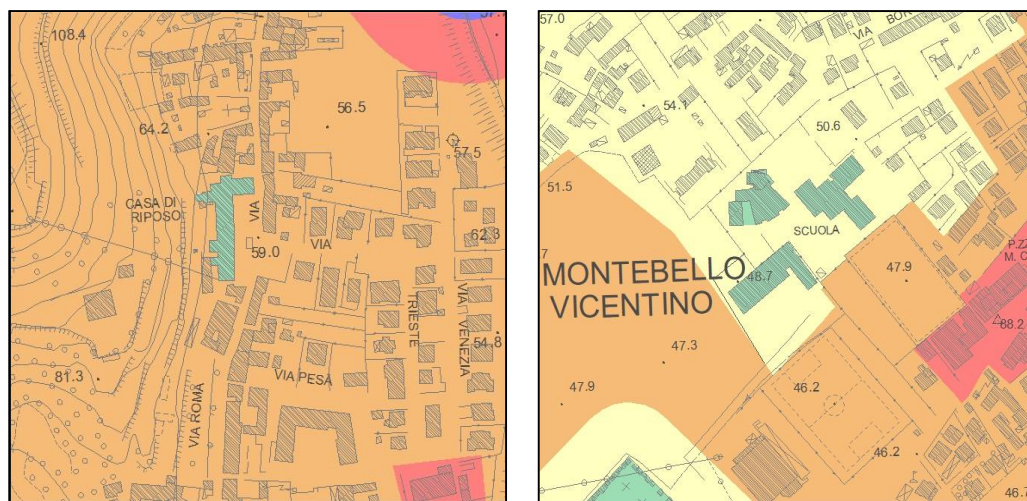 108.4
64.2
56.5
57.5
CASA DI
RIPOSO
VIA
59.0
VIA
62.3
81.3
VIA ROMA
VIA PESA
TRIESTE
VIA VENEZIA
54.8
57.0
VIA
54.1
50.6
51.5
SCUOLA
MONTEBELLO
VICENTINO
48.7
47.9
P.ZZ
M. C
88.2
47.3
47.9
46.2
46.2